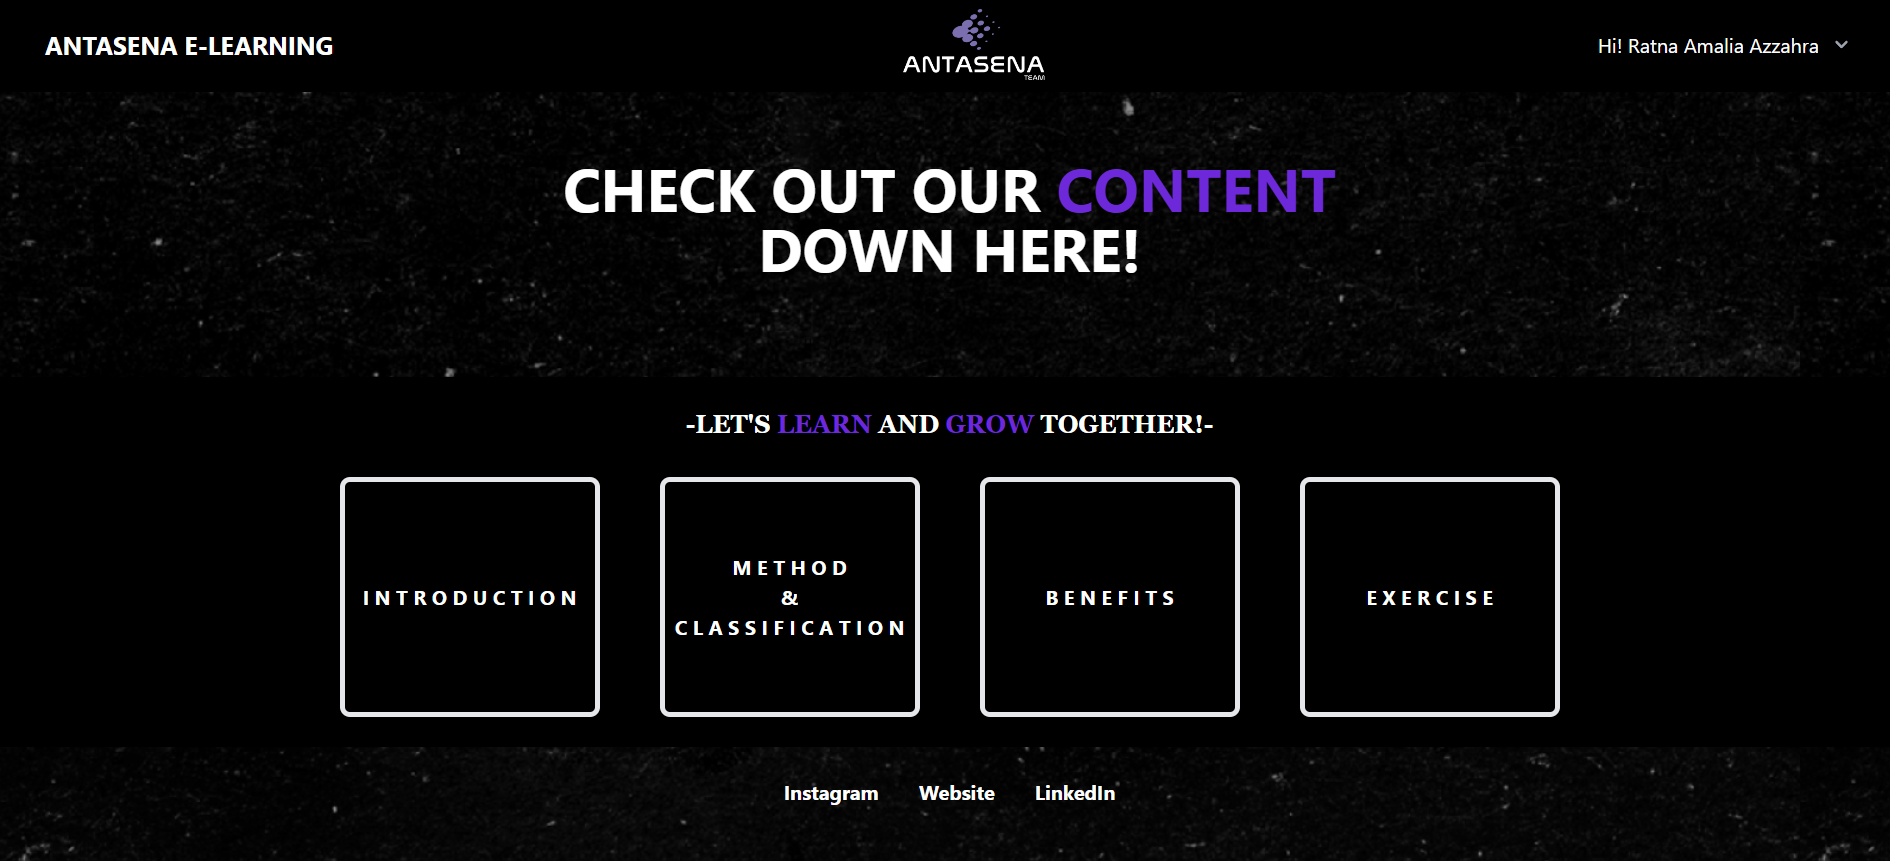 ANTASENA E-LEARNING
ANTASENA
TEAM
Hi! Ratna Amalia Azzahra
CHECK OUT OUR CONTENT
DOWN HERE!
-LET'S LEARN AND GROW TOGETHER!-
INTRODUCTION
METHOD
&
CLASSIFICATION
BENEFITS
EXERCISE
Instagram
Website
LinkedIn